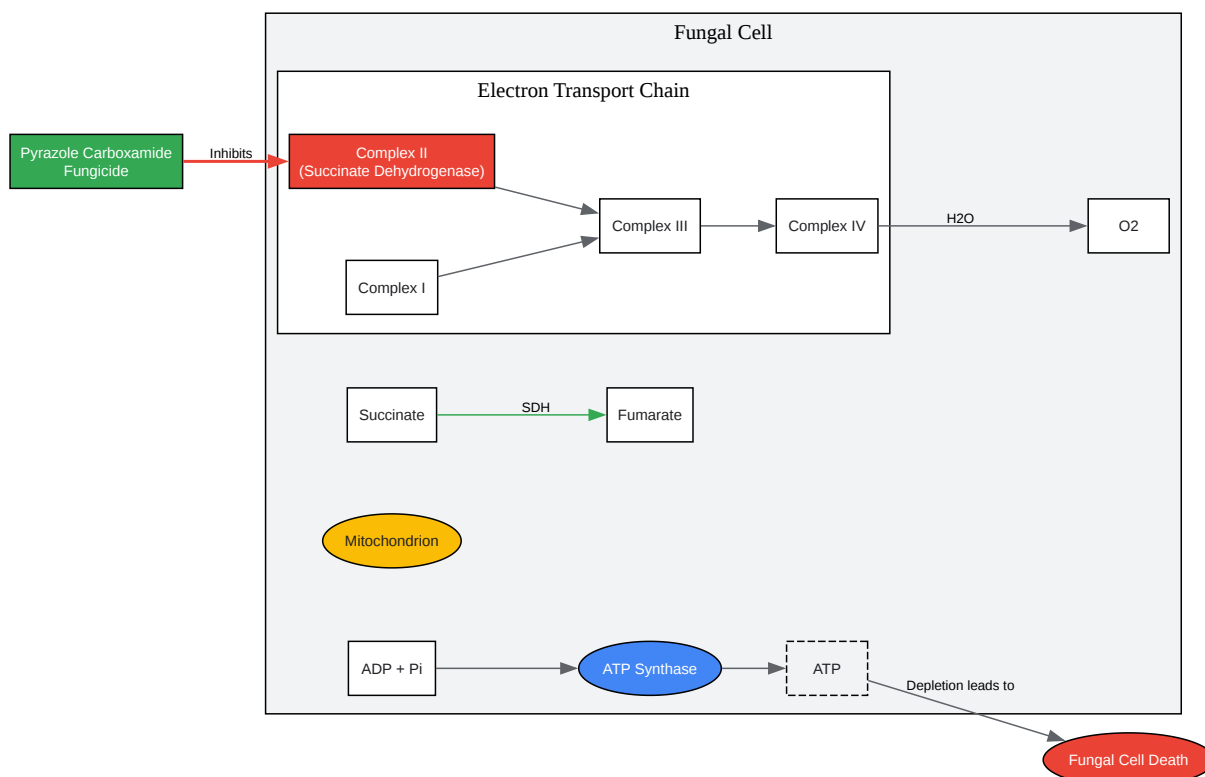 Fungal Cell
Electron Transport Chain
Pyrazole Carboxamide
Fungicide
Inhibits
Complex II
(Succinate Dehydrogenase)
Complex III
Complex IV
H2O
O2
Complex I
Succinate
SDH
Fumarate
Mitochondrion
ADP + Pi
ATP Synthase
ATP
Depletion leads to
Fungal Cell Death